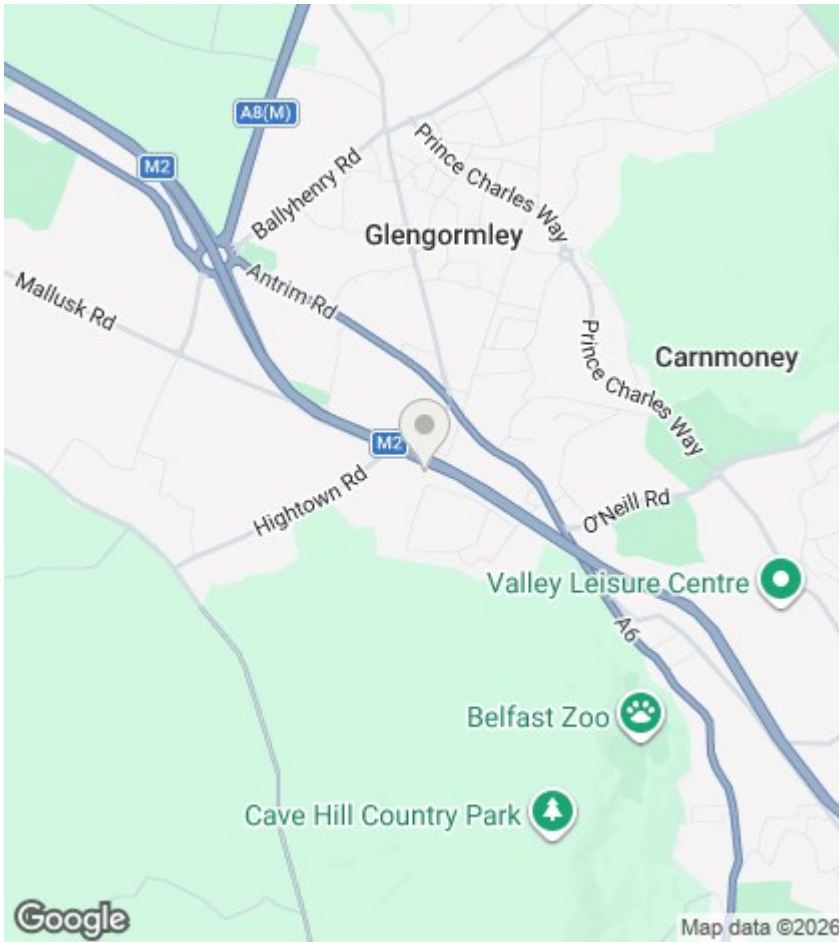 A8(M)
M2
Ballyhenry Rd
Prince Charles Way
Glengormley
Antrim Rd
Mallusk Rd
Prince Charles Way
Carnmoney
M2
Hightown Rd
O'Neill Rd
Valley Leisure Centre
A6
Belfast Zoo
Cave Hill Country Park
Google
Map data ©2026